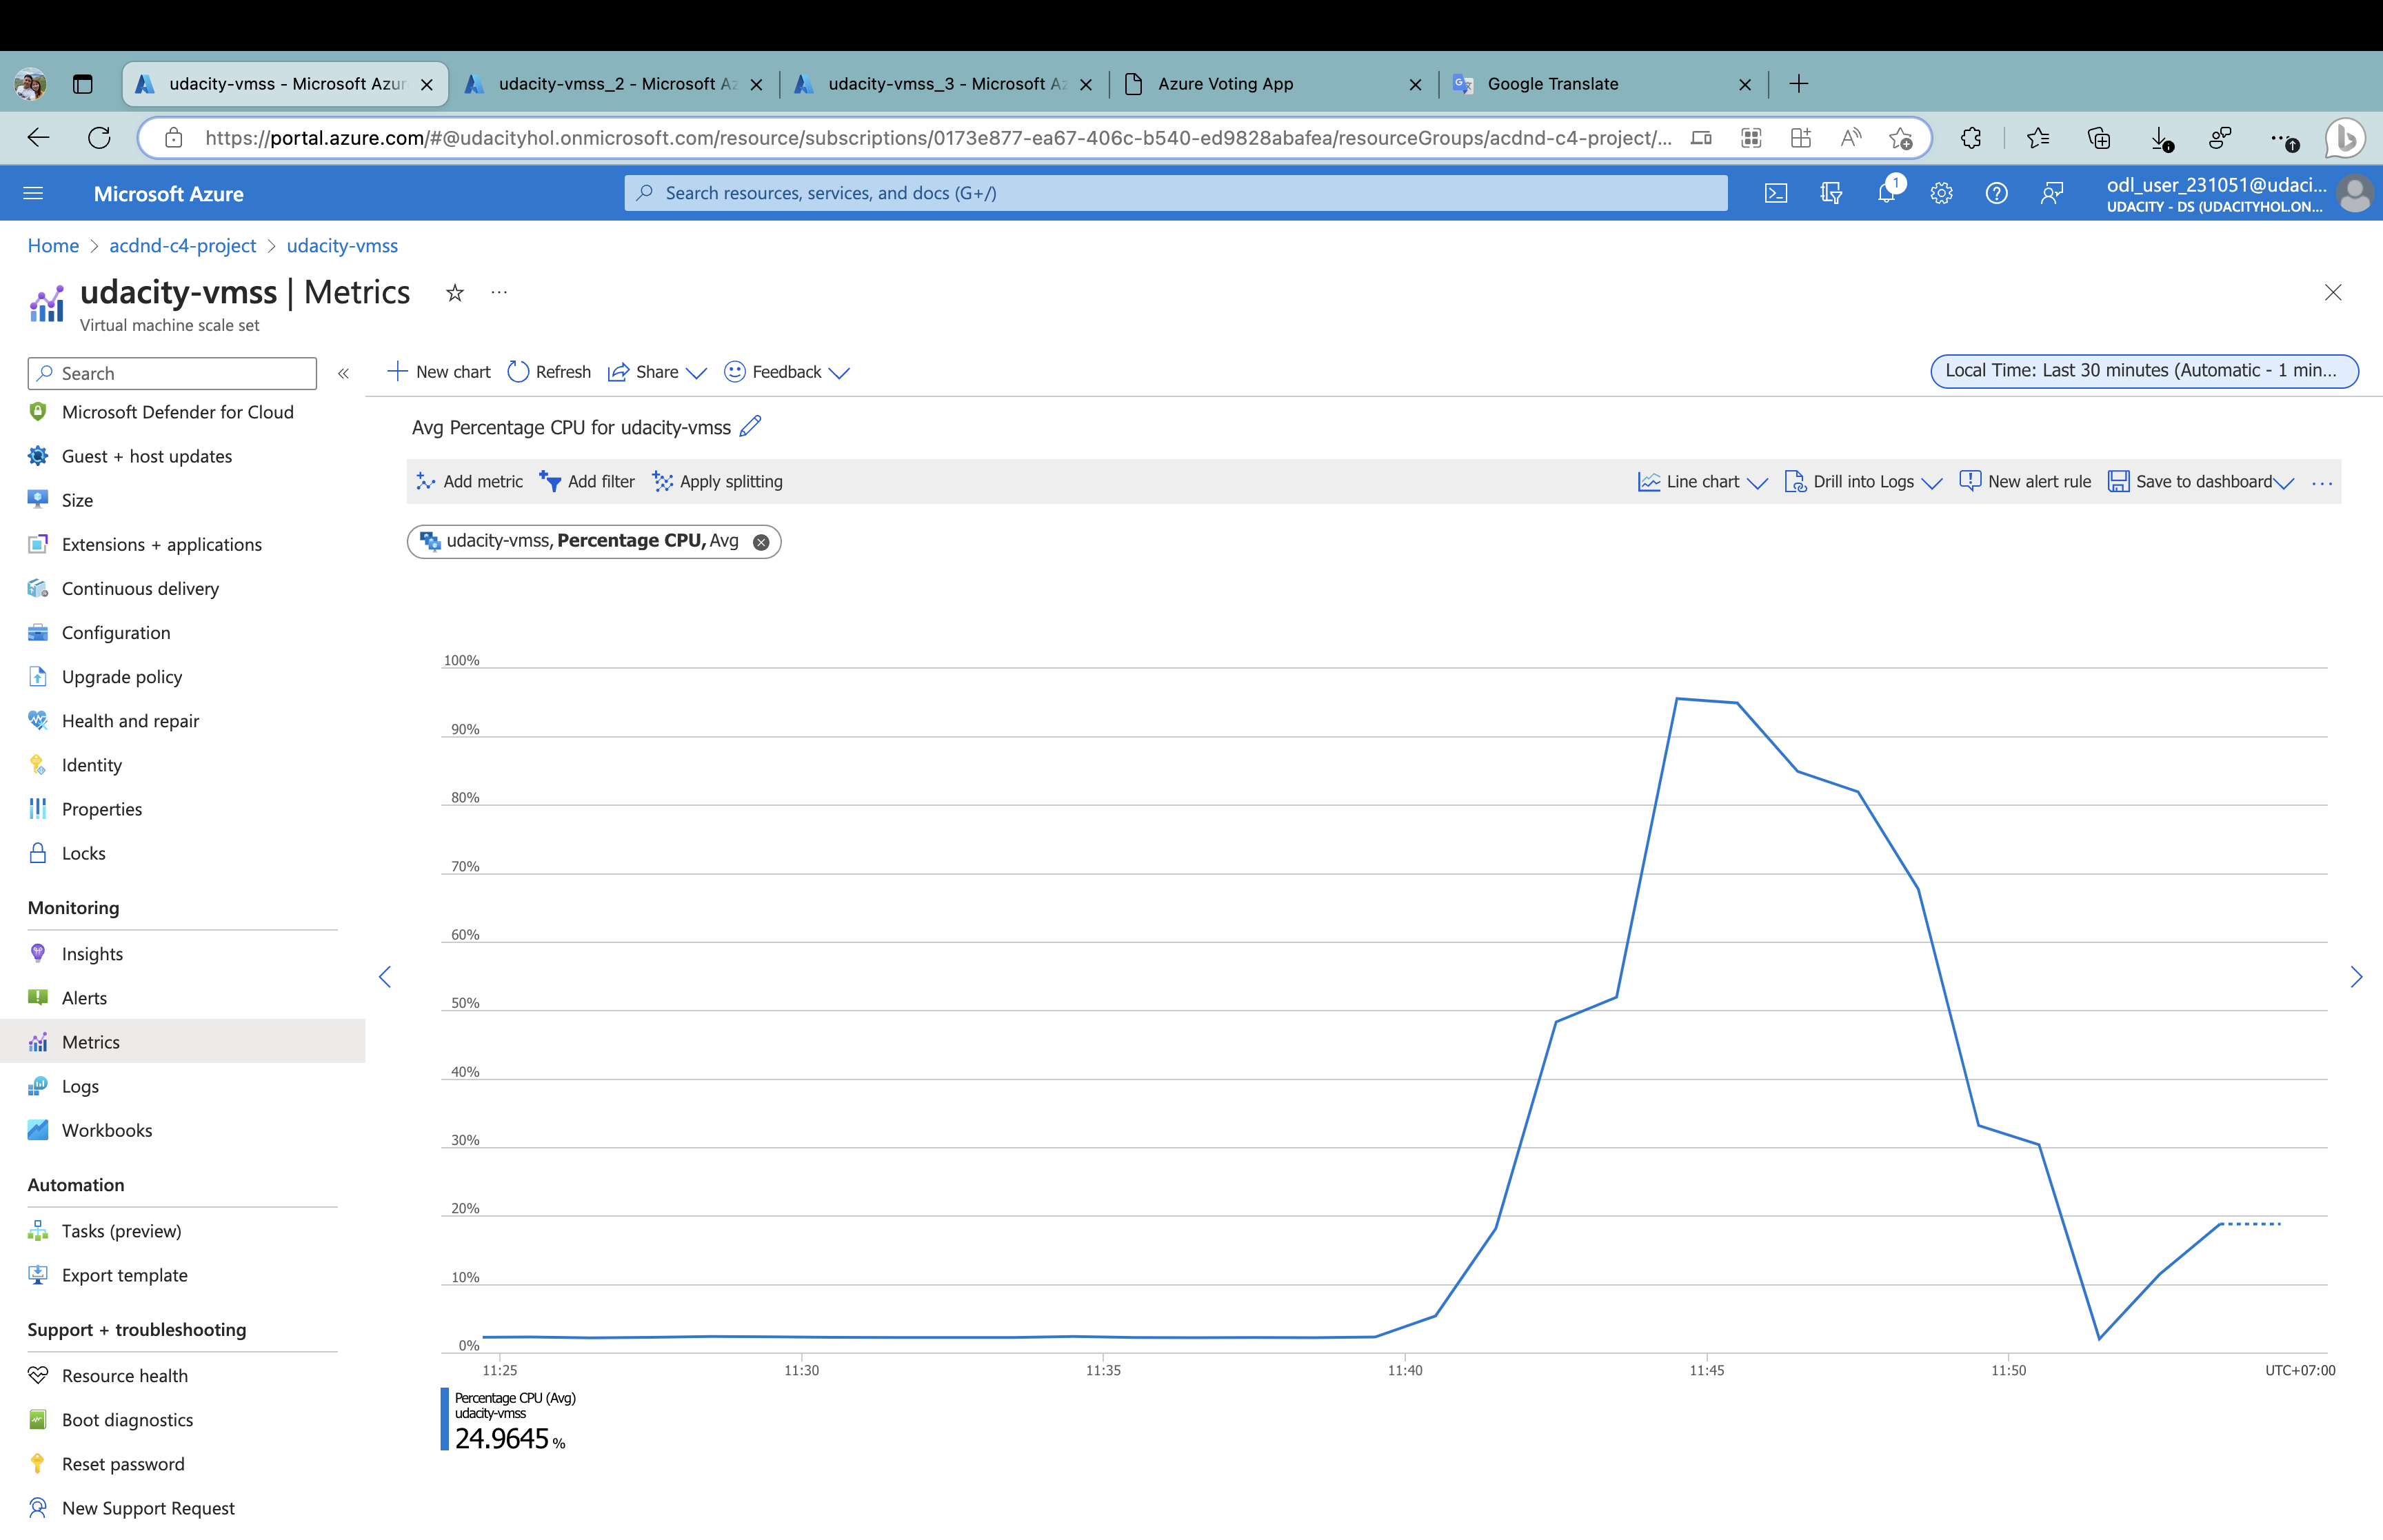 udacity-vmss - Microsoft Azur
udacity-vmss_2 - Microsoft Az
udacity-vmss_3 - Microsoft Az
Azure Voting App
Google Translate
https://portal.azure.com/#@udacityhol.onmicrosoft.com/resource/subscriptions/0173e877-ea67-406c-b540-ed9828abafea/resourceGroups/acdnd-c4-project/...
Microsoft Azure
Search resources, services, and docs (G+/)
1
odl_user_231051@udaci...
UDACITY - DS (UDACITYHOL.ON...
Home > acdnd-c4-project > udacity-vmss
udacity-vmss | Metrics
Virtual machine scale set
Search
Microsoft Defender for Cloud
Guest + host updates
Size
Extensions + applications
Continuous delivery
Configuration
Upgrade policy
Health and repair
Identity
Properties
Locks
Monitoring
Insights
Alerts
Metrics
Logs
Workbooks
Automation
Tasks (preview)
Export template
Support + troubleshooting
Resource health
Boot diagnostics
Reset password
New Support Request
New chart
Refresh
Share
Feedback
Local Time: Last 30 minutes (Automatic - 1 min...
Avg Percentage CPU for udacity-vmss
Add metric
Add filter
Apply splitting
Line chart
Drill into Logs
New alert rule
Save to dashboard
udacity-vmss, Percentage CPU, Avg
100%
90%
80%
70%
60%
50%
40%
30%
20%
10%
0%
11:25
11:30
11:35
11:40
11:45
11:50
UTC+07:00
Percentage CPU (Avg)
udacity-vmss
24.9645 %